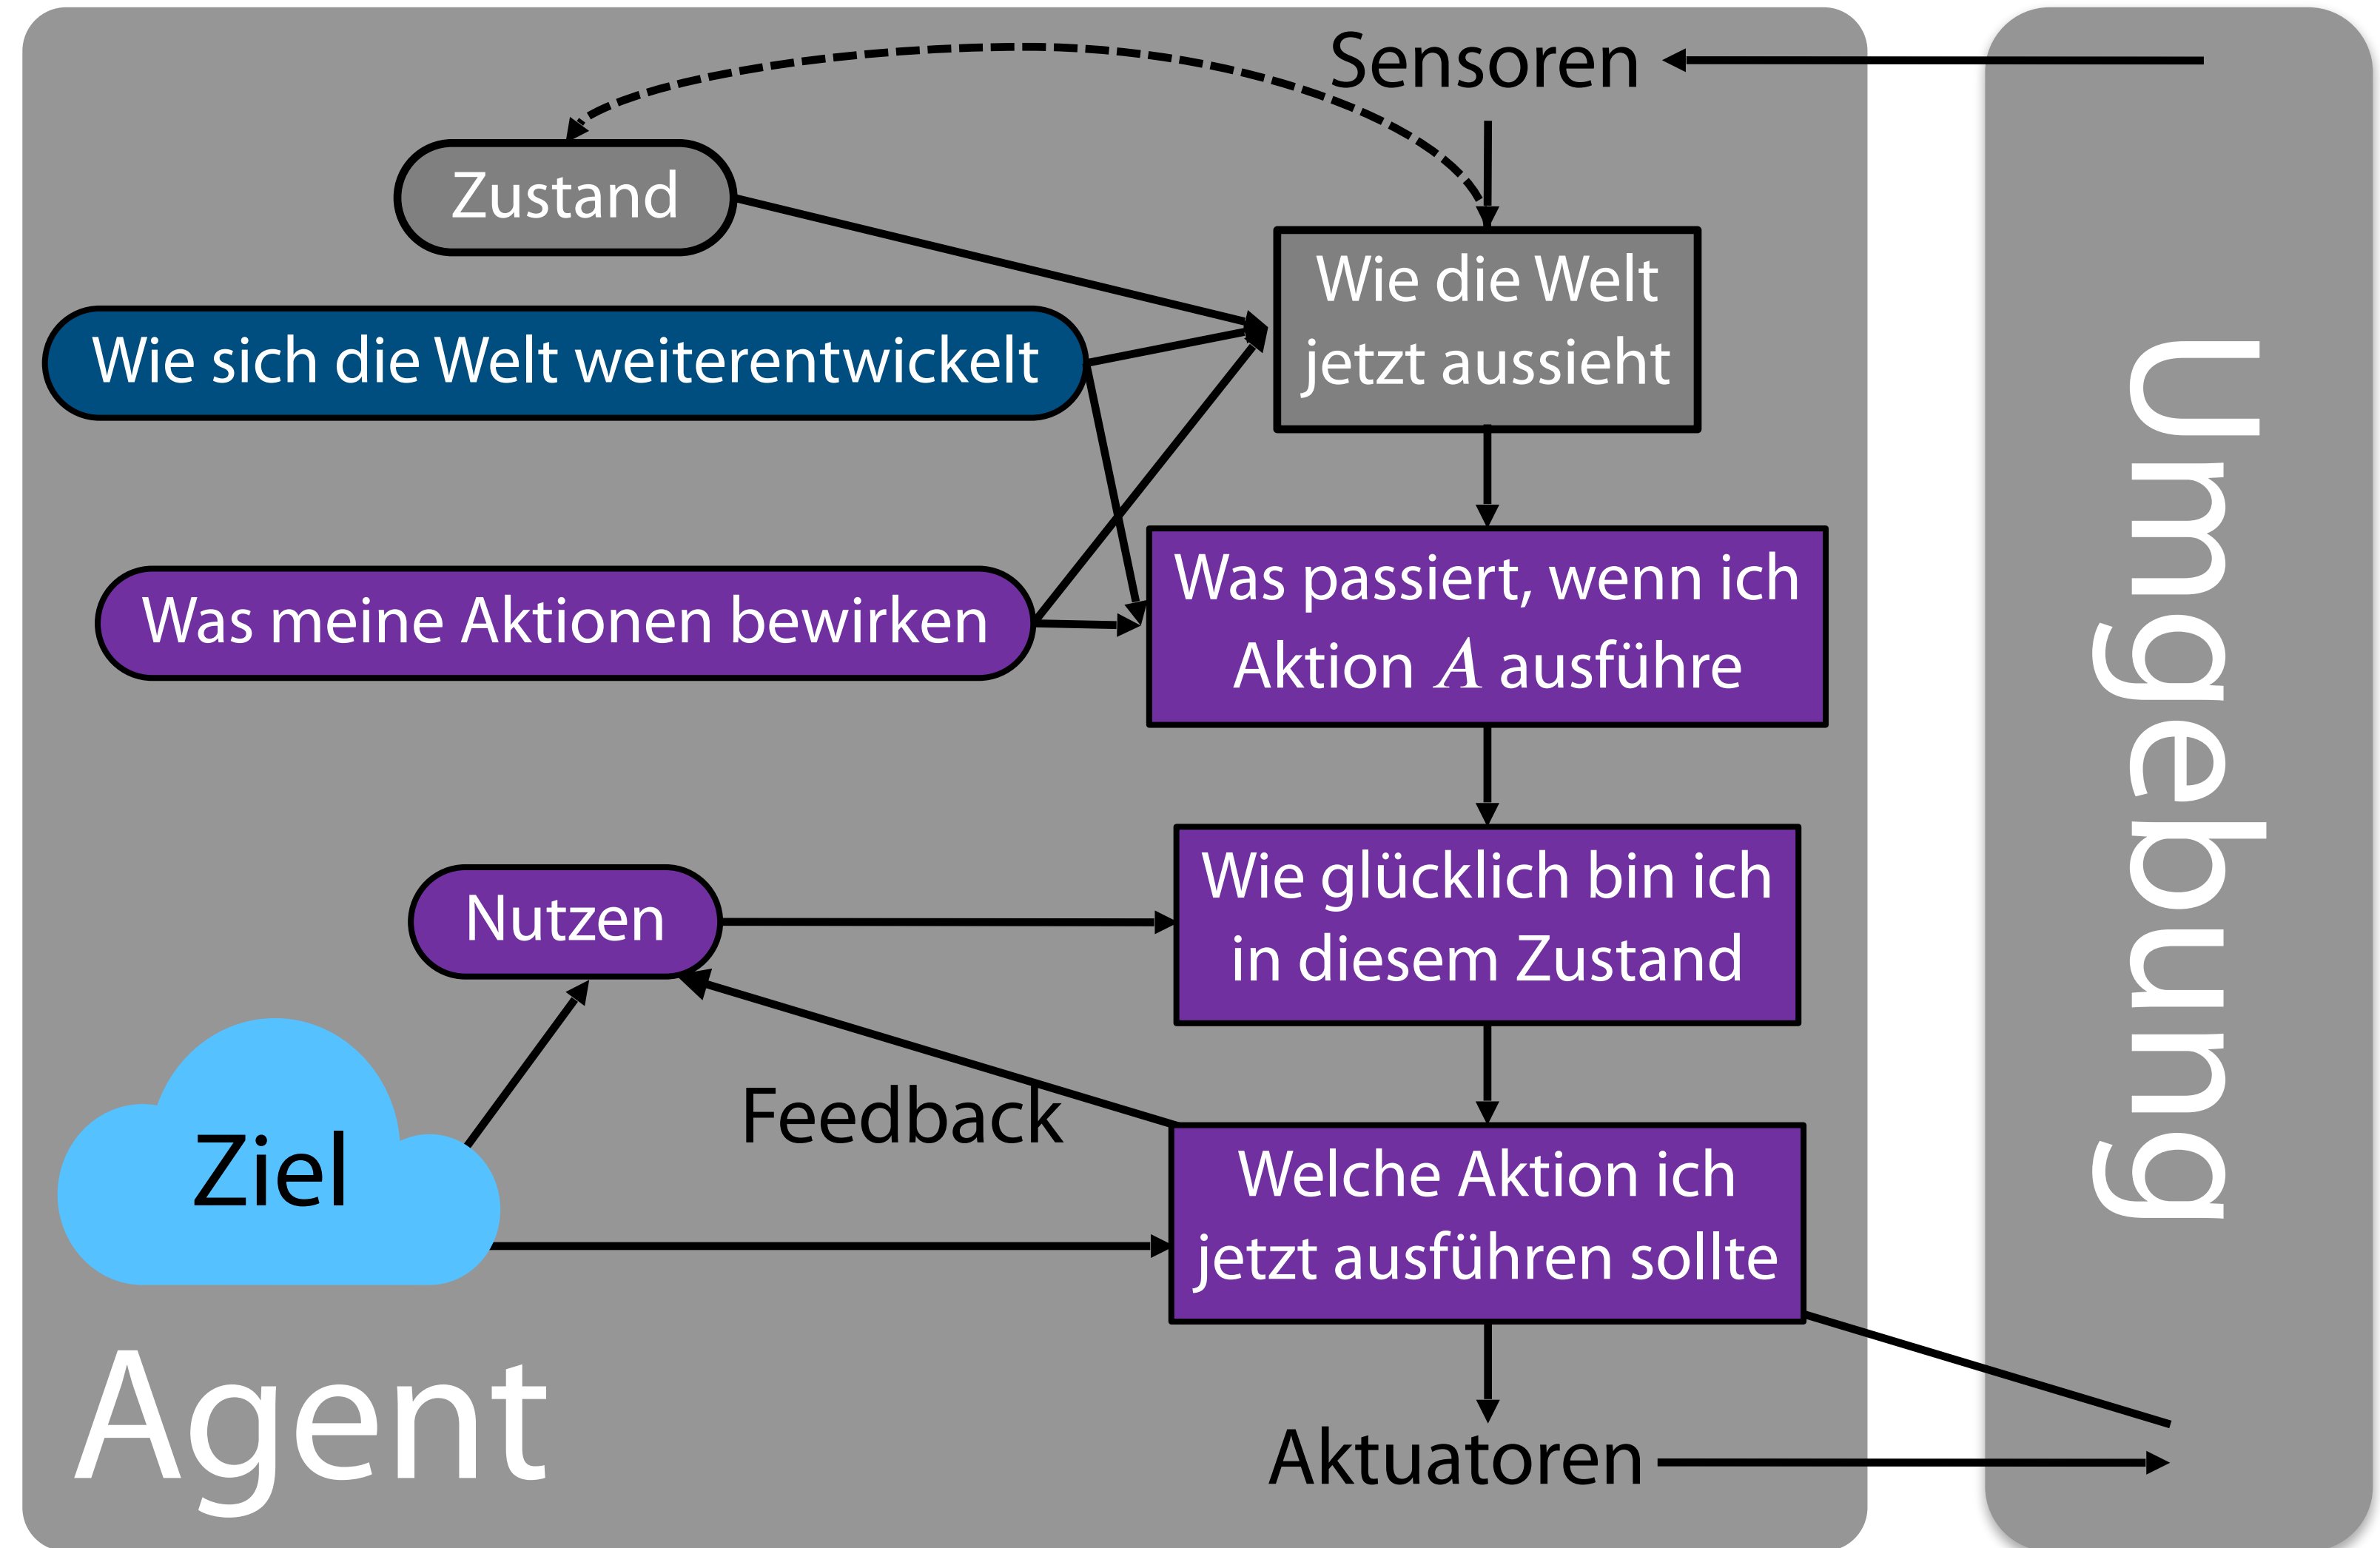 Sensoren
Zustand
Wie die Welt
jetzt aussieht
Wie sich die Welt weiterentwickelt
Was passiert, wenn ich
Aktion A ausführe
Was meine Aktionen bewirken
Wie glücklich bin ich
in diesem Zustand
Nutzen
Feedback
Ziel
Welche Aktion ich
jetzt ausführen sollte
Agent
Aktuatoren
Umgebung